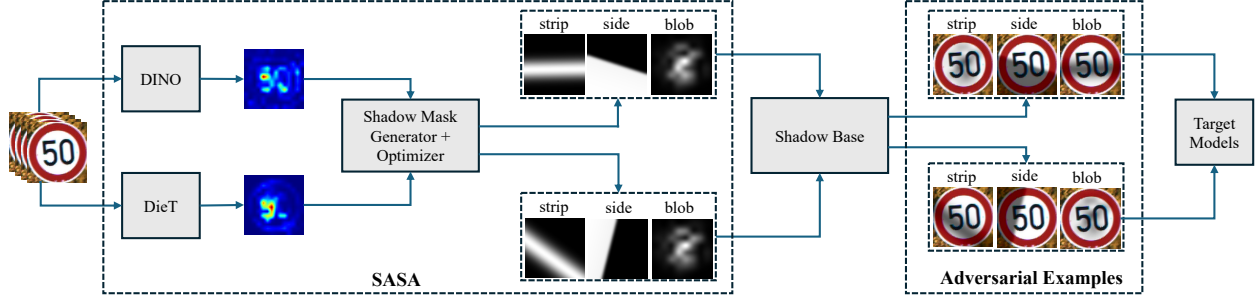 strip side blob
strip side blob
DINO
50
Shadow Mask
Generator +
Optimizer
Shadow Base
50 50 50
Target
Models
DieT
strip side blob
strip side blob
50 50 50
SASA
Adversarial Examples